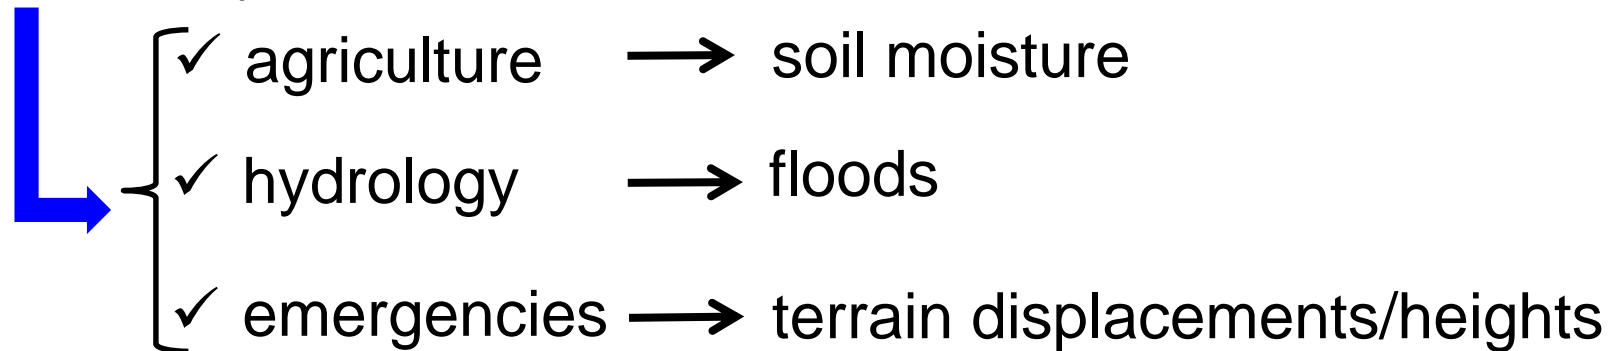 ✓ agriculture → soil moisture
✓ hydrology → floods
✓ emergencies → terrain displacements/heights